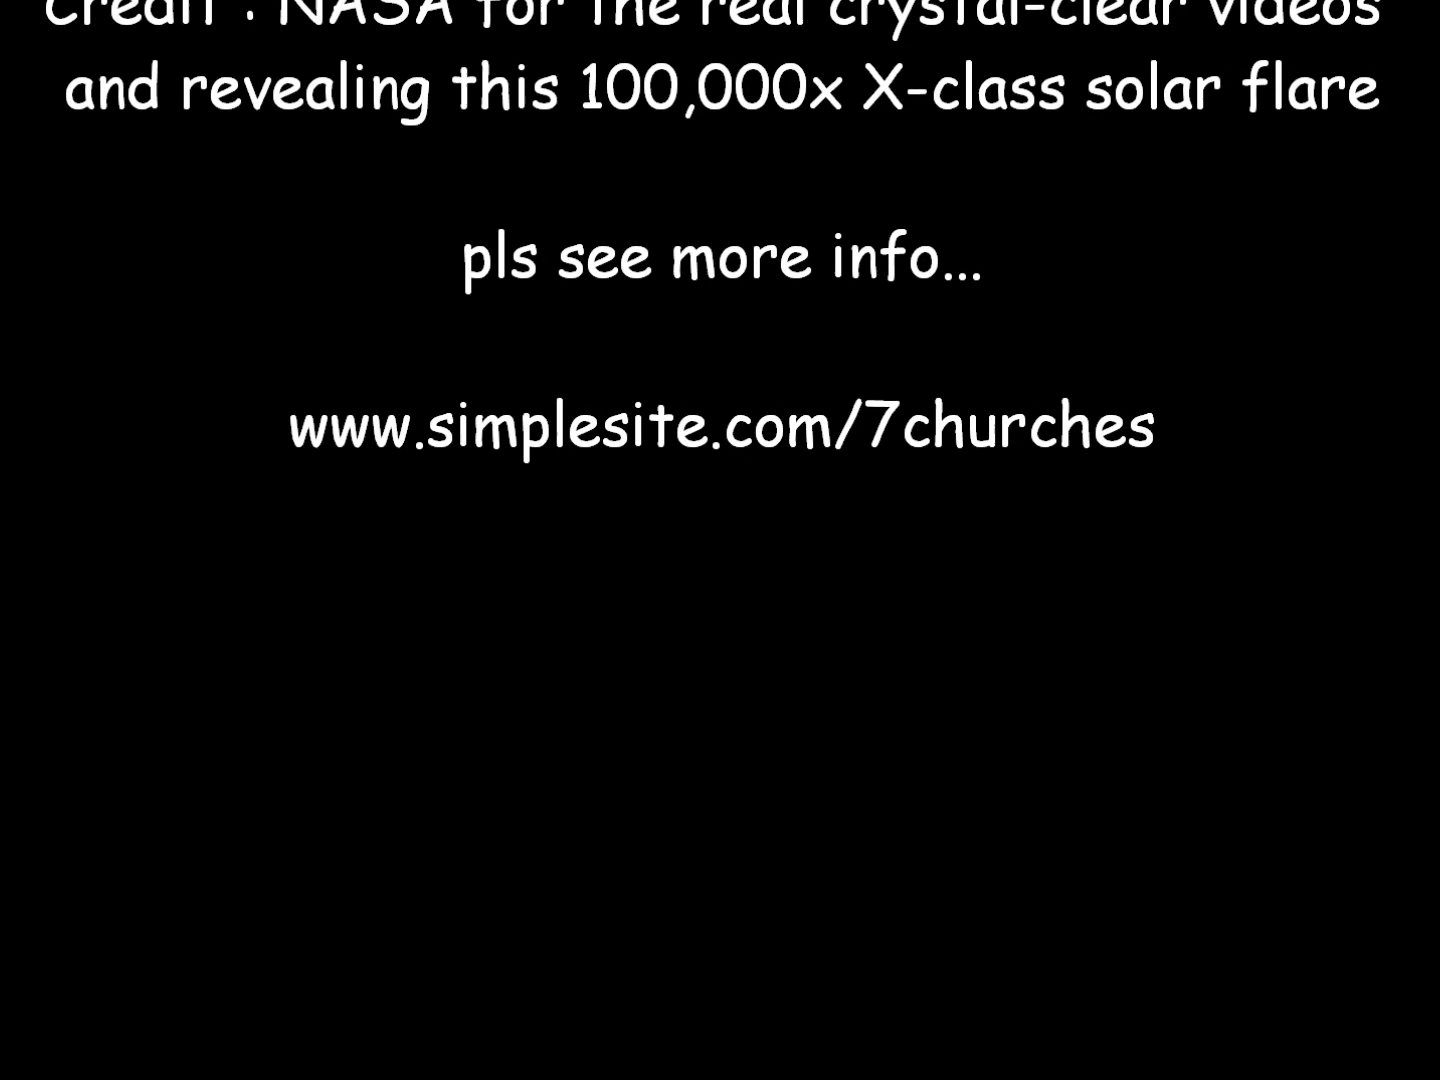 Credit : NASA for the real crystal-clear videos
and revealing this 100,000x X-class solar flare
pls see more info...
www.simplesite.com/7churches